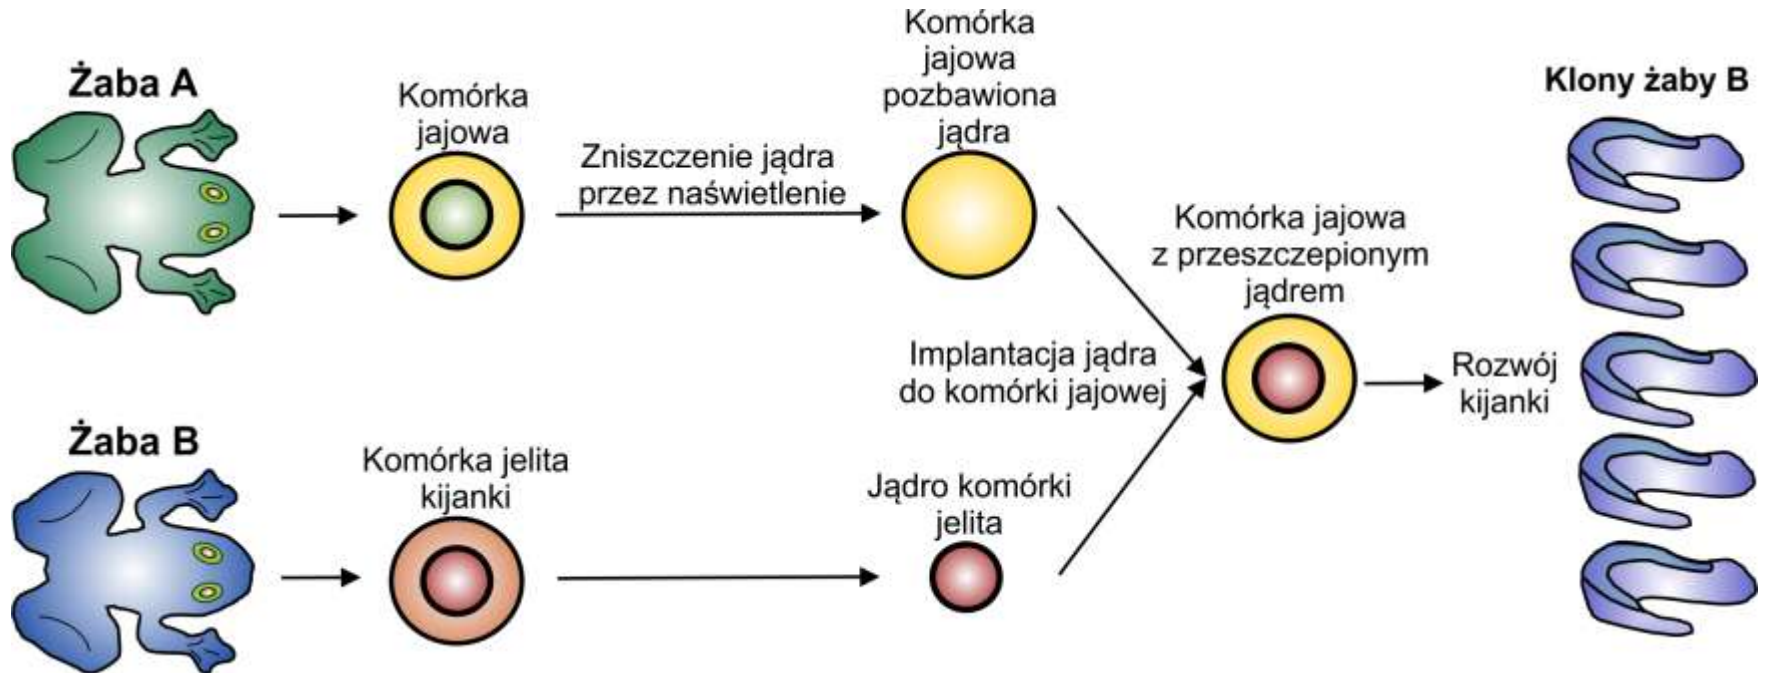 Żaba A
Komórka
jajowa
Zniszczenie jądra
przez naświetlenie
Komórka
jajowa
pozbawiona
jądra
Żaba B
Komórka jelita
kijanki
Jądro komórki
jelita
Implantacja jądra
do komórki jajowej
Komórka jajowa
z przeszczepionym
jądrem
Rozwój
kijanki
Klony żaby B